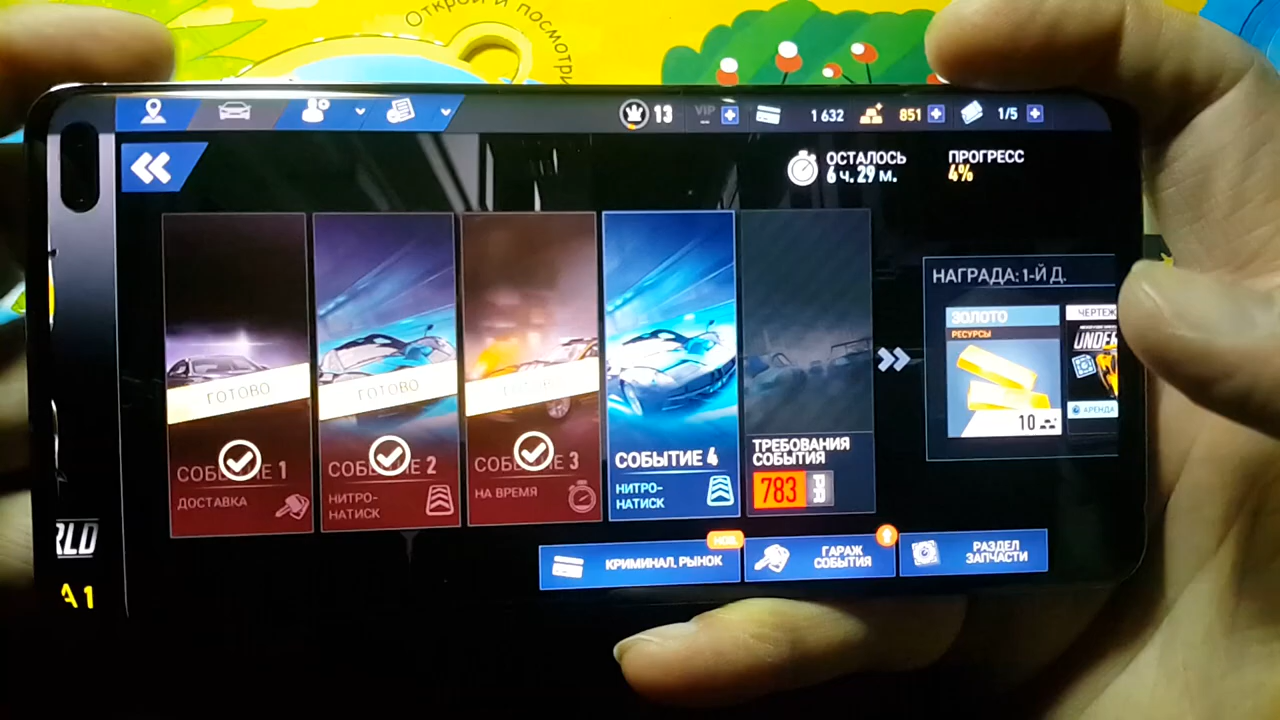 Открой и посмотри
13
VIP
1 632
851
1/5
ОСТАЛОСЬ
6 ч. 29 м.
ПРОГРЕСС
4%
ГОТОВО
СОБЫТИЕ 1
ДОСТАВКА
ГОТОВО
СОБЫТИЕ 2
НИТРО-
НАТИСК
ГОТОВО
СОБЫТИЕ 3
НА ВРЕМЯ
СОБЫТИЕ 4
НИТРО-
НАТИСК
ТРЕБОВАНИЯ
СОБЫТИЯ
783
НАГРАДА: 1-Й Д.
ЗОЛОТО
РЕСУРСЫ
10
ЧЕРТЕЖ
UNDER
АРЕНДА
RLD
A 1
НОВ.
КРИМИНАЛ. РЫНОК
ГАРАЖ
СОБЫТИЯ
РАЗДЕЛ
ЗАПЧАСТИ